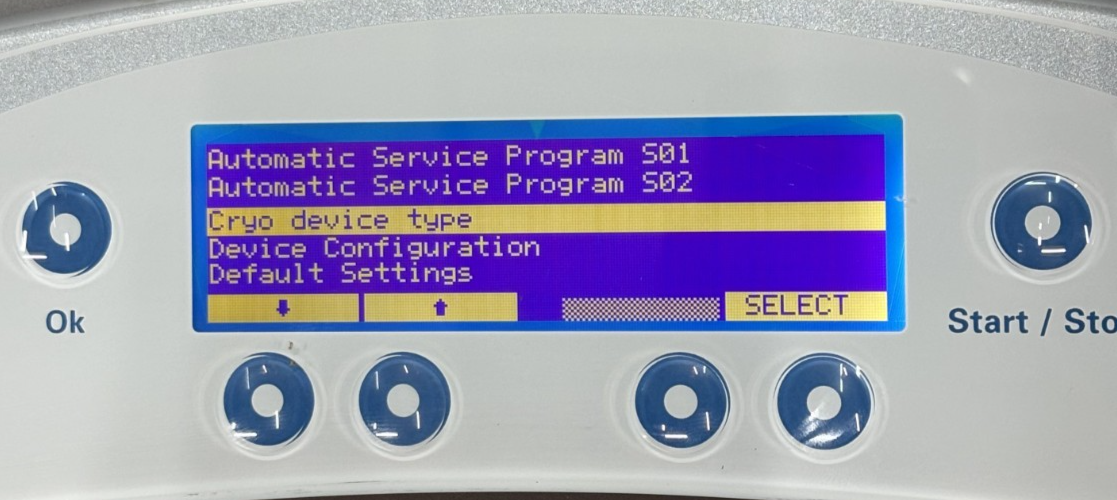 Automatic Service Program S01
Automatic Service Program S02
Cryo device type
Device Configuration
Default Settings
SELECT
Ok
Start / Sto